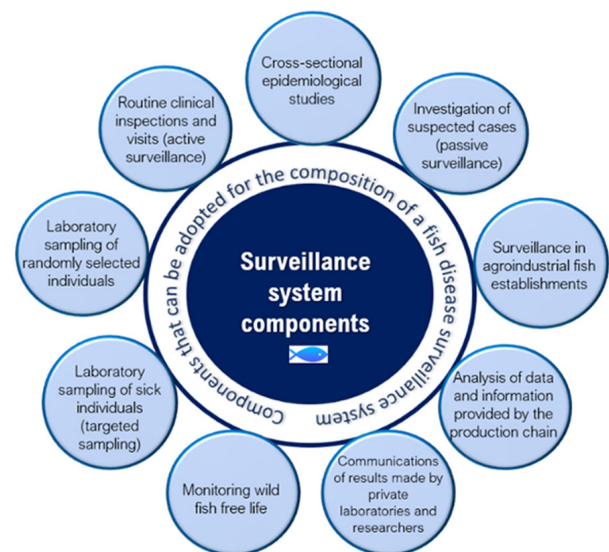 Cross-sectional
epidemiological
studies
Investigation of
suspected cases
(passive
surveillance)
Surveillance in
agroindustrial fish
establishments
Analysis of data
and information
provided by the
production chain
Communications
of results made by
private
laboratories and
researchers
Monitoring wild
fish free life
Laboratory
sampling of sick
individuals
(targeted
sampling)
Laboratory
sampling of
randomly selected
individuals
Routine clinical
inspections and
visits (active
surveillance)
Components that can be adopted for the composition of a fish disease surveillance system
Surveillance
system
components